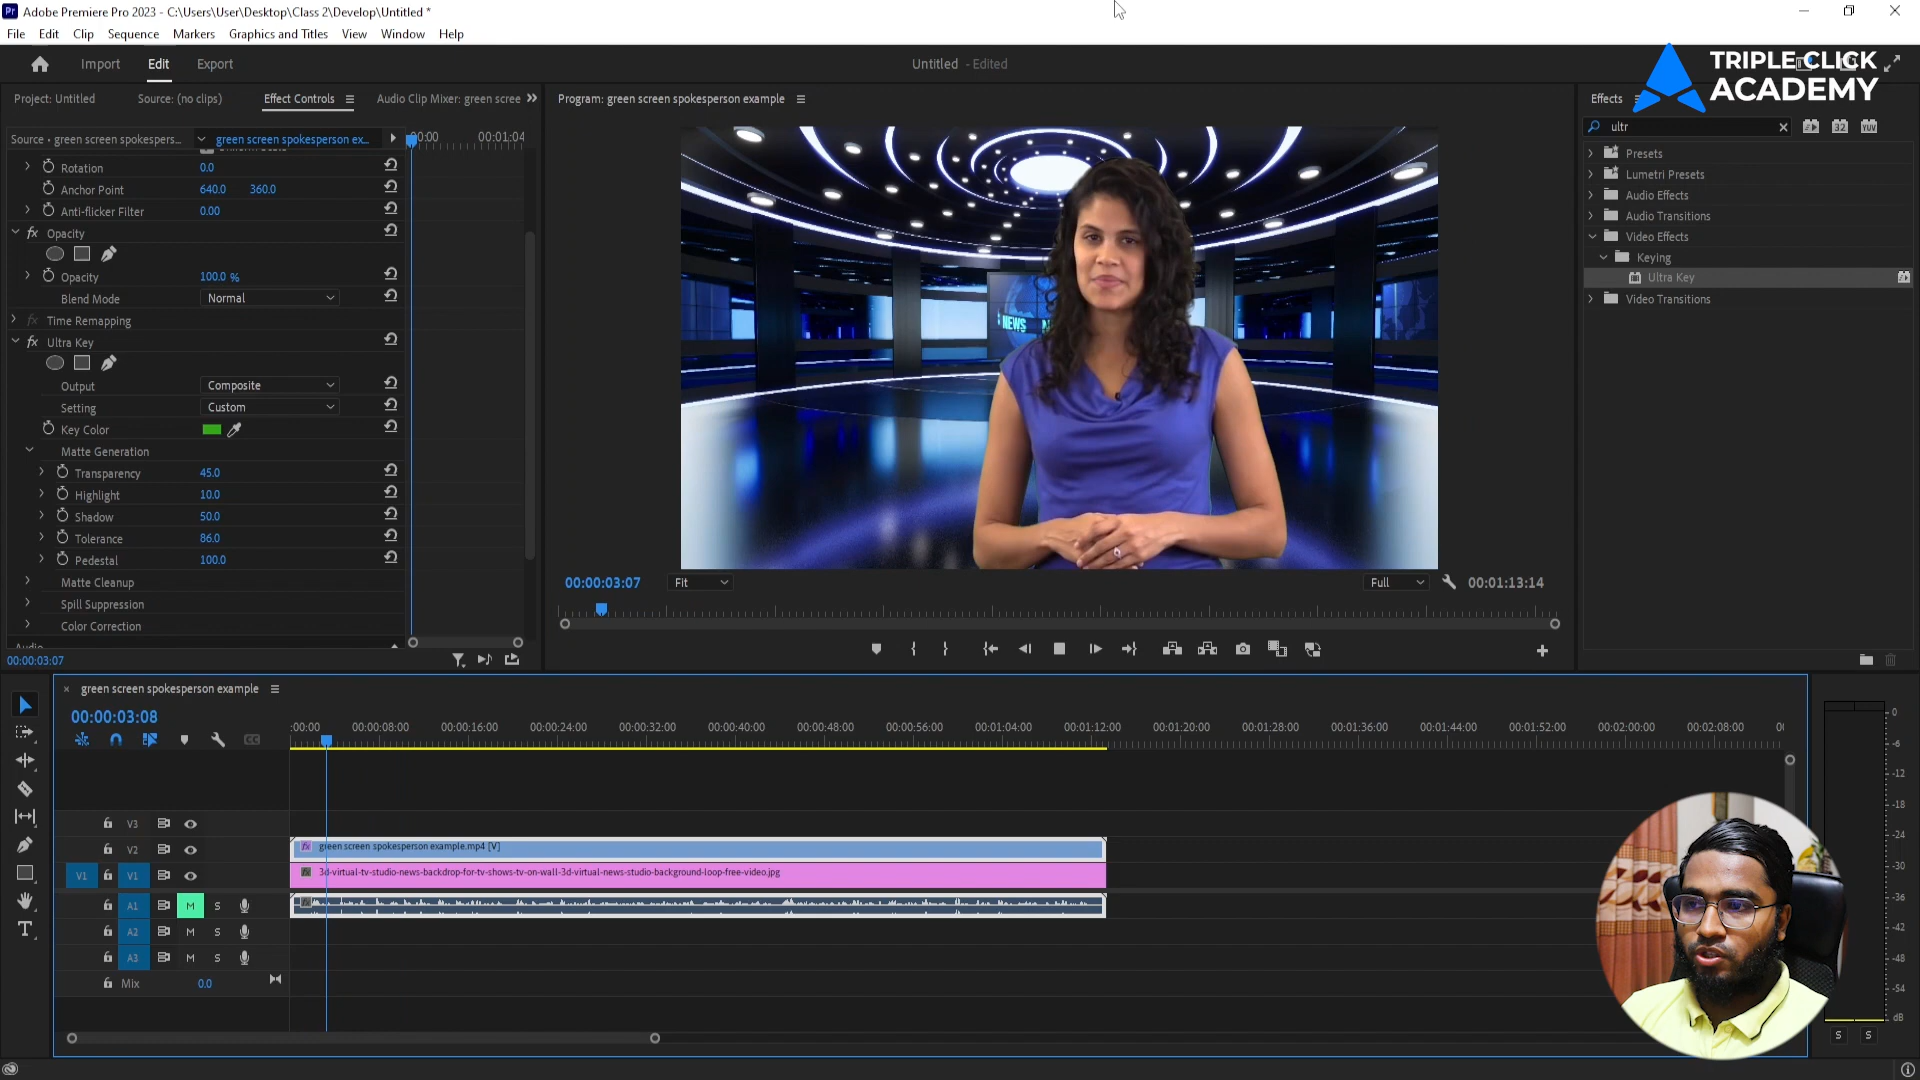 Adobe Premiere Pro 2023 - C:\Users\User\Desktop\Class 2\Develop\Untitled *
File Edit Clip Sequence Markers Graphics and Titles View Window Help
Import Edit Export
Untitled - Edited
TRIPLE CLICK
ACADEMY
Project: Untitled
Source: (no clips)
Effect Controls
Audio Clip Mixer: green scree
Source • green screen spokespers...
green screen spokesperson ex...
:00:00
00:01:04
Rotation 0.0
Anchor Point 640.0 360.0
Anti-flicker Filter 0.00
fx Opacity
Opacity 100.0 %
Blend Mode Normal
fx Time Remapping
fx Ultra Key
Output Composite
Setting Custom
Key Color
Matte Generation
Transparency 45.0
Highlight 10.0
Shadow 50.0
Tolerance 86.0
Pedestal 100.0
Matte Cleanup
Spill Suppression
Color Correction
00:00:03:07
Program: green screen spokesperson example
NEWS N
00:00:03:07
Fit
Full
00:01:13:14
Effects
ultr
32
YUV
Presets
Lumetri Presets
Audio Effects
Audio Transitions
Video Effects
Keying
Ultra Key
Video Transitions
green screen spokesperson example
00:00:03:08
:00:00 00:00:08:00 00:00:16:00 00:00:24:00 00:00:32:00 00:00:40:00 00:00:48:00 00:00:56:00 00:01:04:00 00:01:12:00 00:01:20:00 00:01:28:00 00:01:36:00 00:01:44:00 00:01:52:00 00:02:00:00 00:02:08:00
V3
V2
fx green screen spokesperson example.mp4 [V]
V1 V1
fx 3d-virtual-tv-studio-news-backdrop-for-tv-shows-tv-on-wall-3d-virtual-news-studio-background-loop-free-video.jpg
A1 M S
A2 M S
A3 M S
Mix 0.0
0
-6
-12
-18
-24
-30
-36
-42
-48
-54
dB
S S